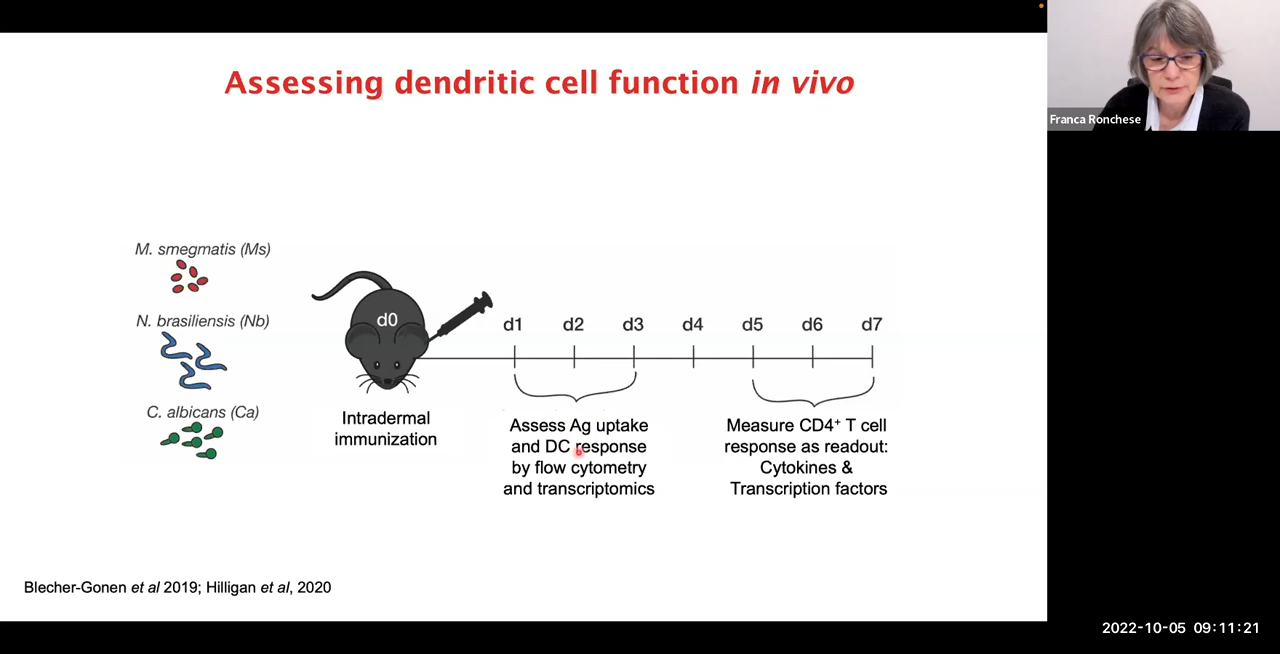 Assessing dendritic cell function in vivo
Franca Ronchese
M. smegmatis (Ms)
N. brasiliensis (Nb)
C. albicans (Ca)
d0
Intradermal
immunization
d1 d2 d3 d4 d5 d6 d7
Assess Ag uptake
and DC response
by flow cytometry
and transcriptomics
Measure CD4⁺ T cell
response as readout:
Cytokines &
Transcription factors
Blecher-Gonen et al 2019; Hilligan et al, 2020
2022-10-05 09:11:21